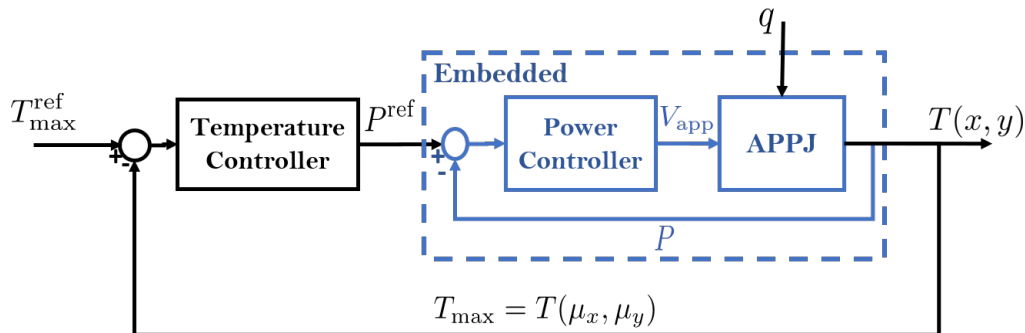 q
Embedded
T_max^ref
+
-
Temperature
Controller
P^ref
+
-
Power
Controller
V_app
APPJ
T(x, y)
P
T_max = T(μ_x, μ_y)